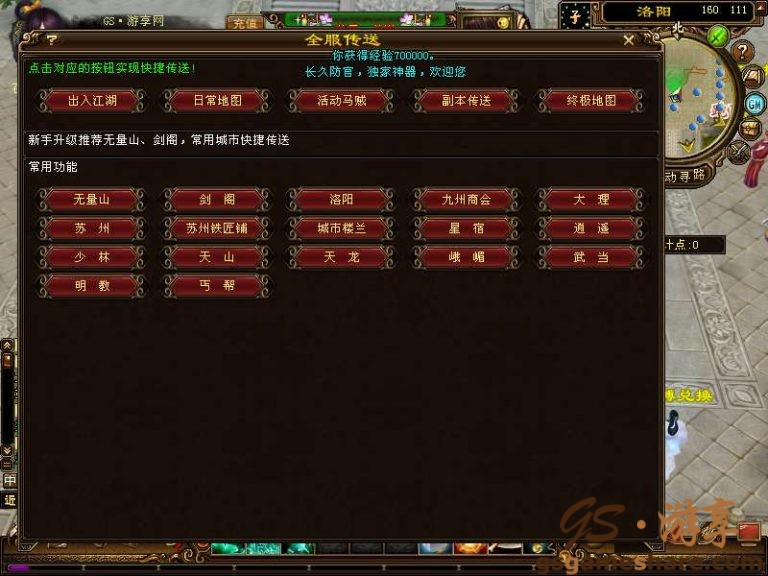 GS·游享网
充值
子
洛阳
160 111
北
?
全服传送
×
你获得经验700000。
点击对应的按钮实现快捷传送!
长久防官，独家神器，欢迎您
出入江湖
日常地图
活动马贼
副本传送
终极地图
GM
新手升级推荐无量山、剑阁，常用城市快捷传送
动寻路
常用功能
无量山
剑 阁
洛阳
九州商会
大 理
苏 州
苏州铁匠铺
城市楼兰
星 宿
逍 遥
十点:0
少 林
天 山
天 龙
峨 嵋
武 当
明 教
丐 帮
兑换
甲
近
GS·游享
gsgameshare.com